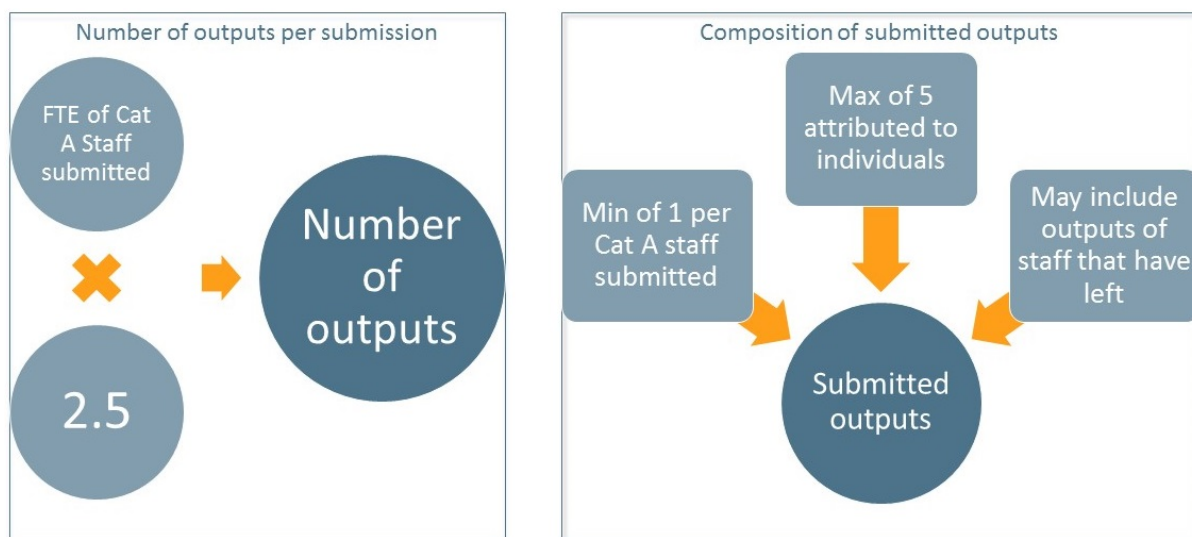 Number of outputs per submission
FTE of Cat
A Staff
submitted
2.5
Number
of
outputs
Composition of submitted outputs
Min of 1 per
Cat A staff
submitted
Max of 5
attributed to
individuals
May include
outputs of
staff that have
left
Submitted
outputs